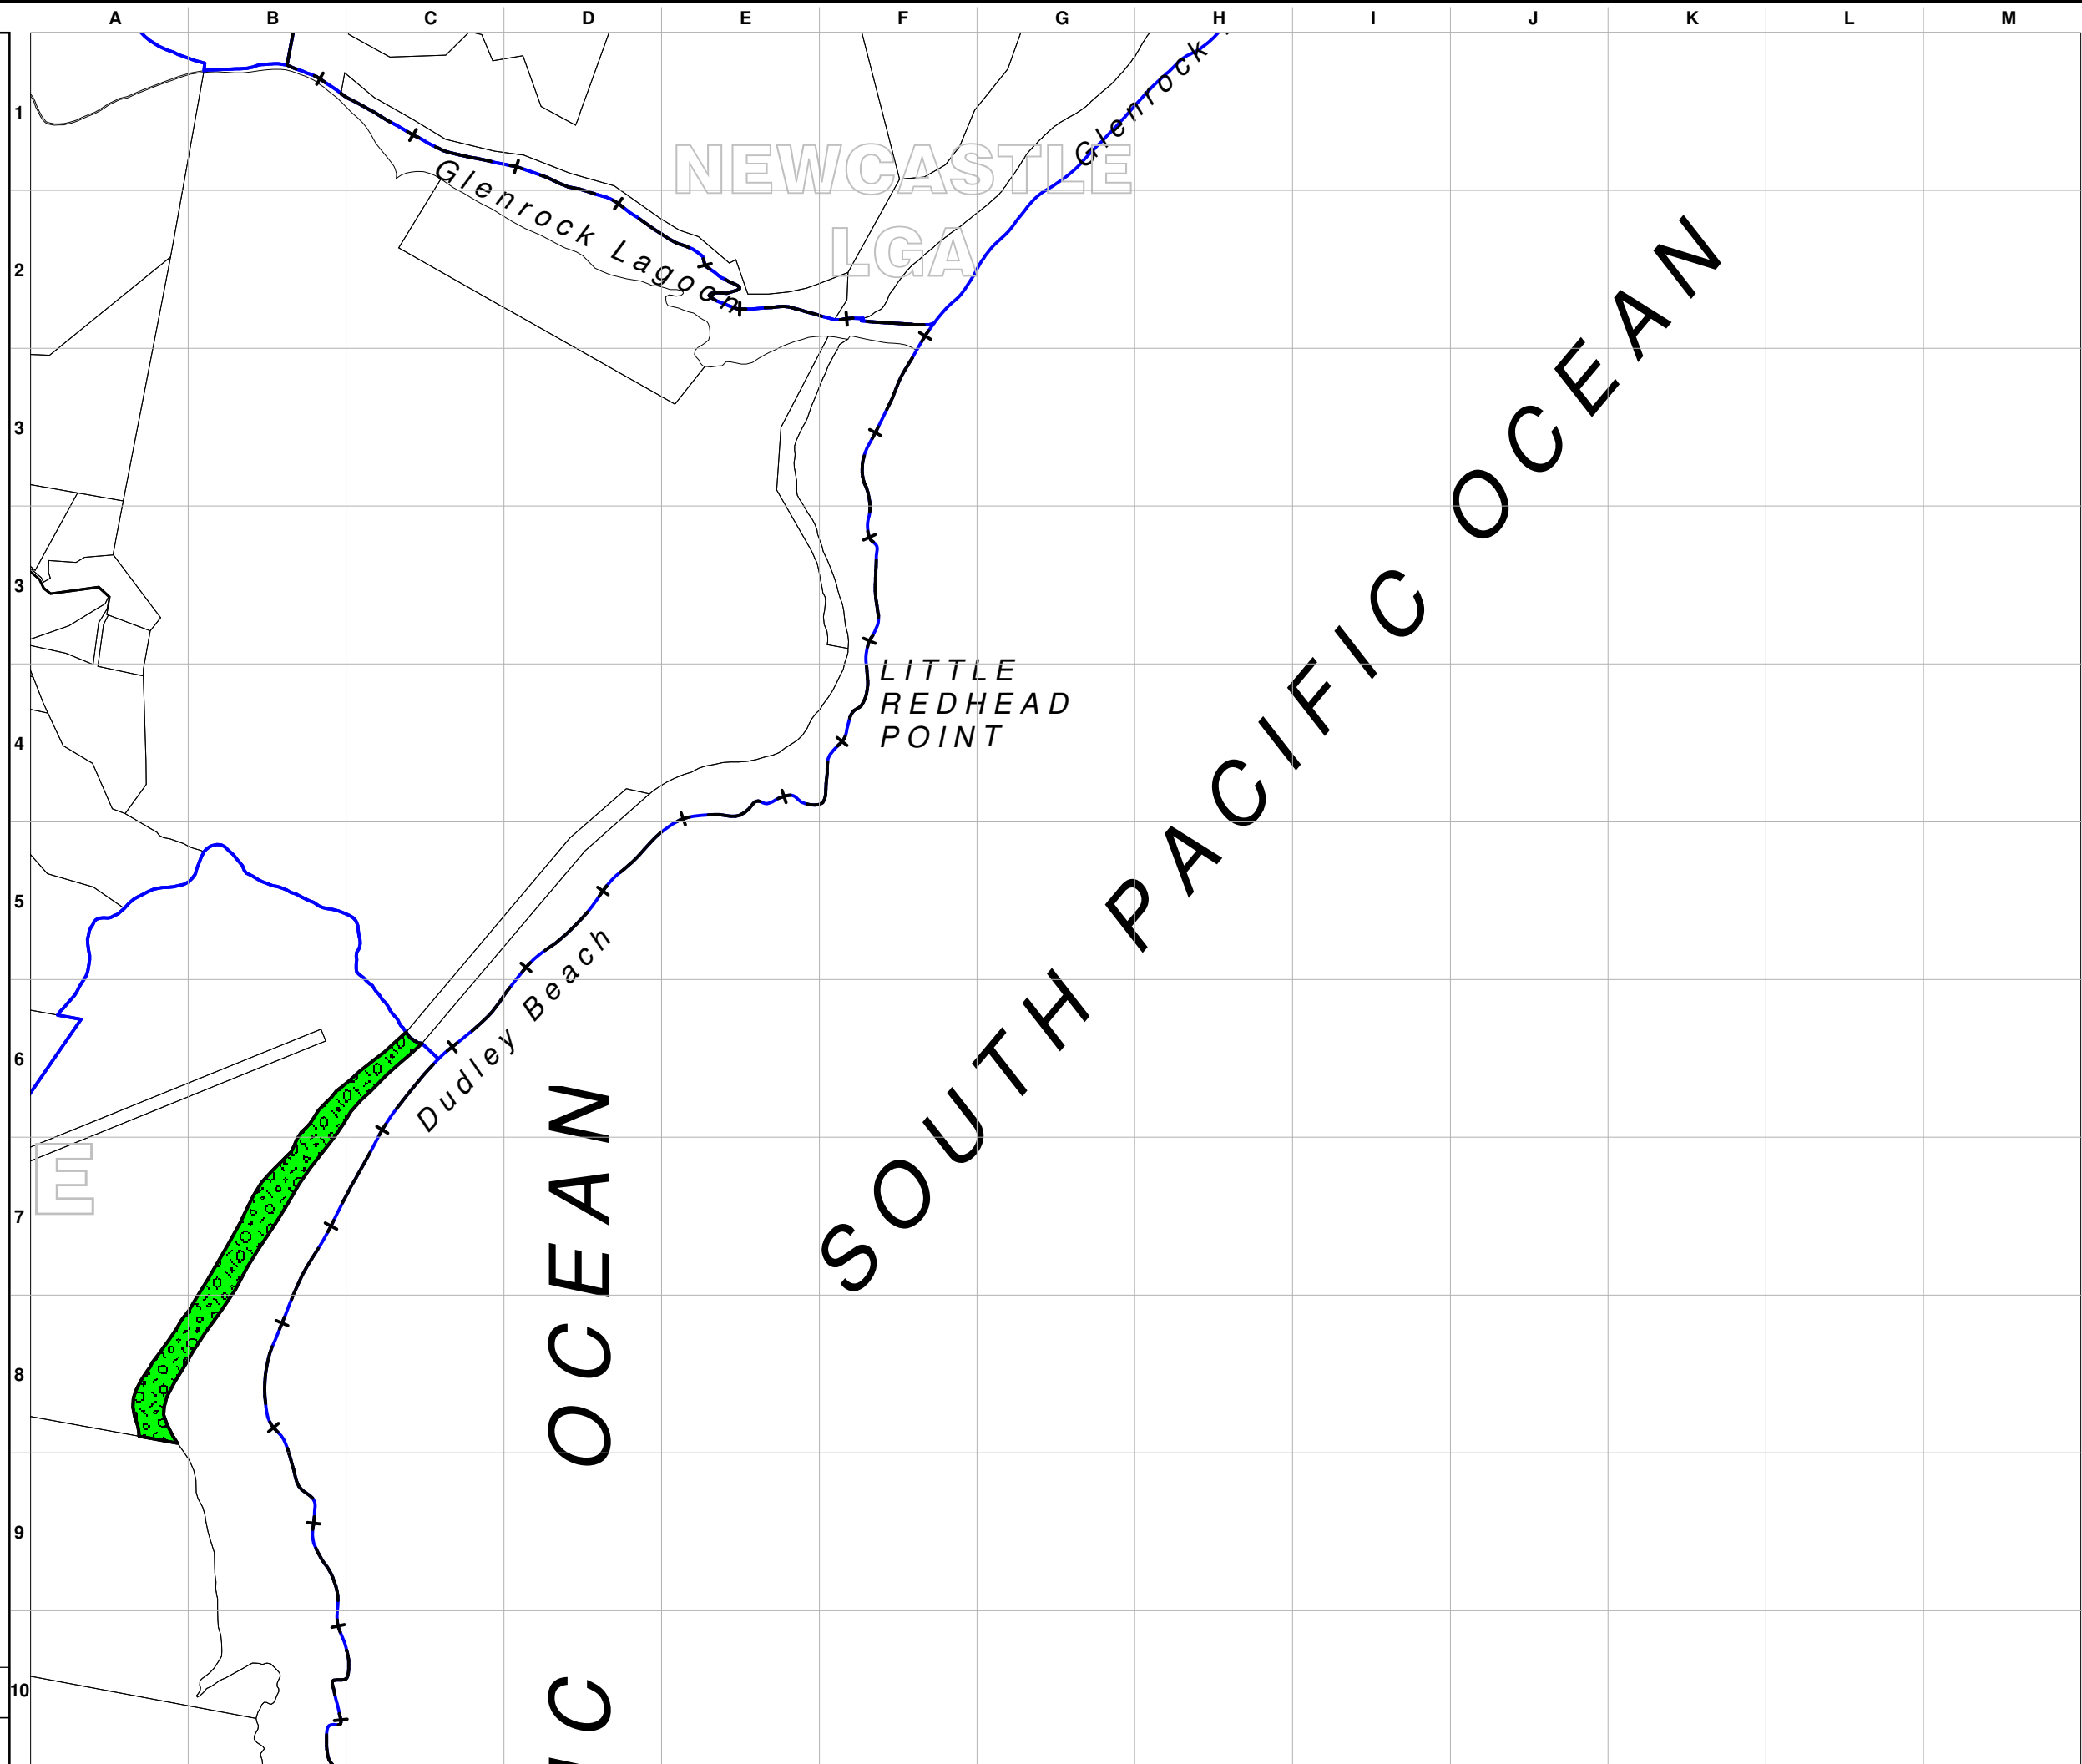 A B C D E F G H I J K L M
1
Glenrock
NEWCASTLE
Glenrock Lagoon
LGA
2
3
3
LITTLE
REDHEAD
POINT
4
5
Dudley Beach
6
SOUTH PACIFIC OCEAN
E
7
OCEAN
8
9
10
IC